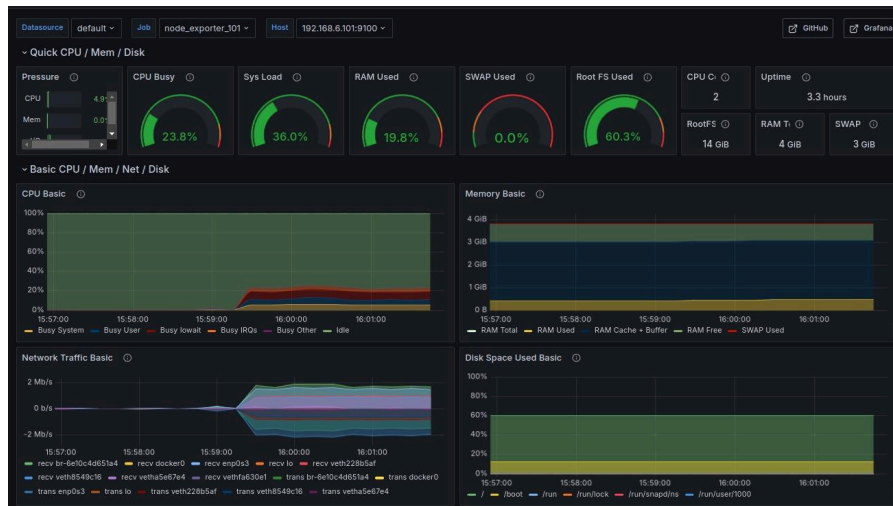 Datasource default Job node_exporter_101 Host 192.168.6.101:9100 GitHub Grafana
Quick CPU / Mem / Disk
Pressure CPU Busy Sys Load RAM Used SWAP Used Root FS Used CPU Co Uptime
CPU 4.9
Mem 0.0
23.8% 36.0% 19.8% 0.0% 60.3%
2 3.3 hours
RootFS RAM To SWAP
14 GiB 4 GiB 3 GiB
Basic CPU / Mem / Net / Disk
CPU Basic
100%
80%
60%
40%
20%
0%
15:57:00 15:58:00 15:59:00 16:00:00 16:01:00
Busy System Busy User Busy Iowait Busy IRQs Busy Other Idle
Memory Basic
4 GiB
3 GiB
2 GiB
1 GiB
0 B
15:57:00 15:58:00 15:59:00 16:00:00 16:01:00
RAM Total RAM Used RAM Cache + Buffer RAM Free SWAP Used
Network Traffic Basic
2 Mb/s
0 b/s
-2 Mb/s
15:57:00 15:58:00 15:59:00 16:00:00 16:01:00
recv br-6e10c4d651a4 recv docker0 recv enp0s3 recv lo recv veth228b5af
recv veth8549c16 recv vetha5e67e4 recv vethfa630e1 trans br-6e10c4d651a4 trans docker0
trans enp0s3 trans lo trans veth228b5af trans veth8549c16 trans vetha5e67e4
Disk Space Used Basic
100%
80%
60%
40%
20%
0%
15:57:00 15:58:00 15:59:00 16:00:00 16:01:00
/ /boot /run /run/lock /run/snapd/ns /run/user/1000